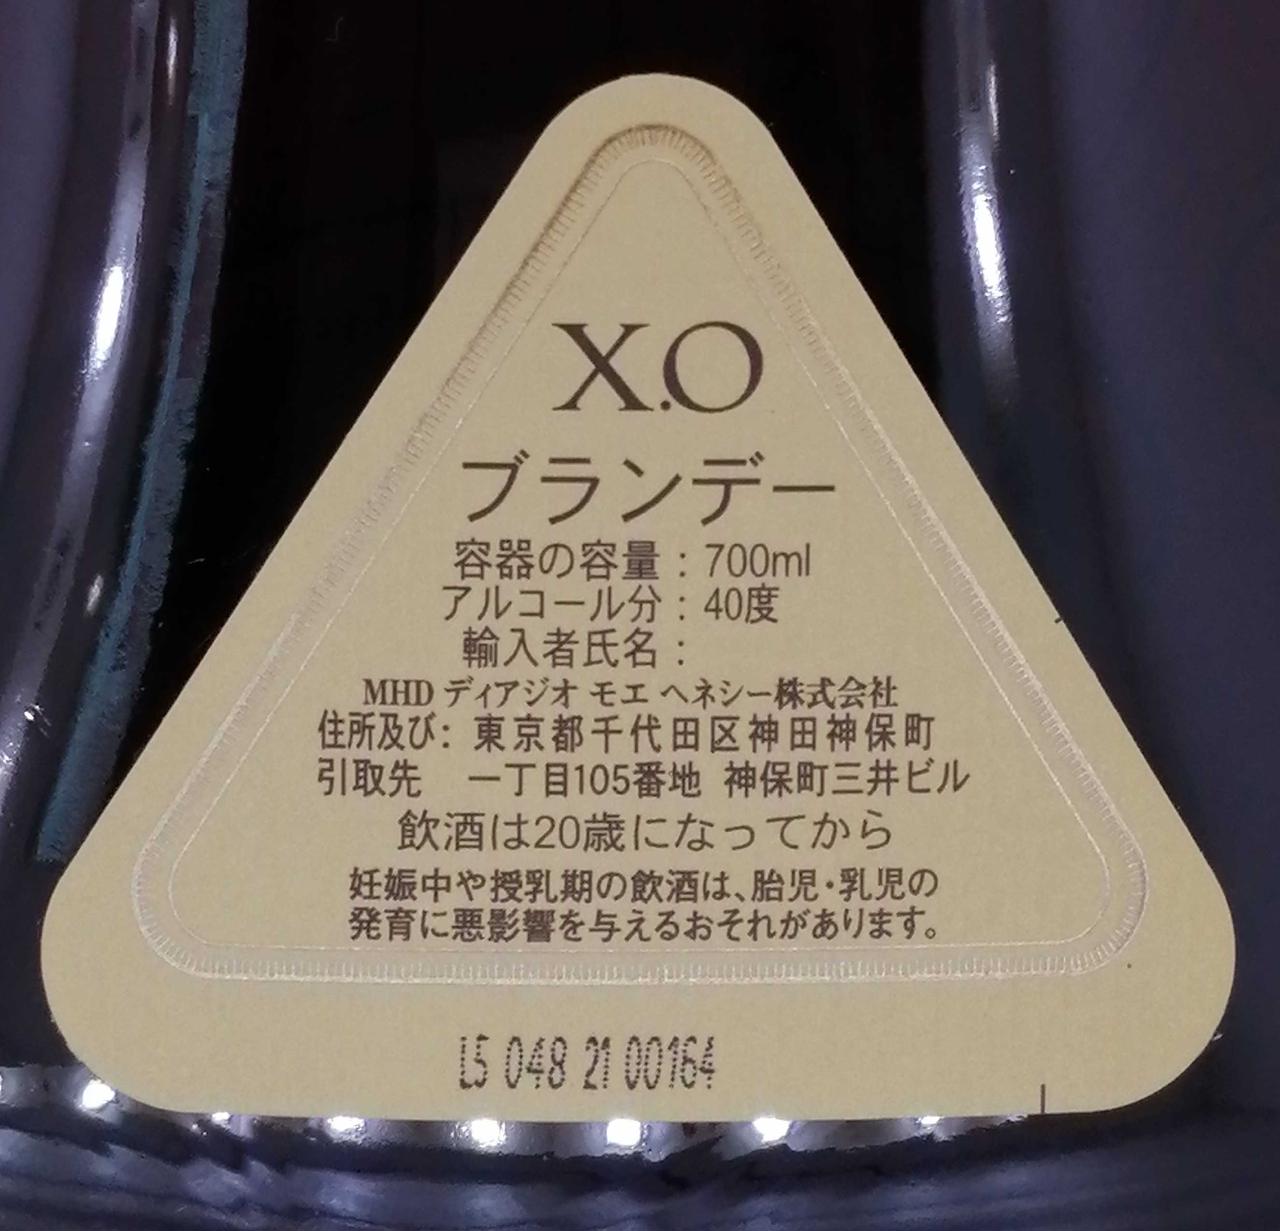 X.O
ブランデー
容器の容量：700ml
アルコール分：40度
輸入者氏名：
MHD ディアジオ モエ ヘネシー株式会社
住所及び： 東京都千代田区神田神保町
引取先 一丁目105番地 神保町三井ビル
飲酒は20歳になってから
妊娠中や授乳期の飲酒は、胎児・乳児の
発育に悪影響を与えるおそれがあります。
L5 048 21 00164